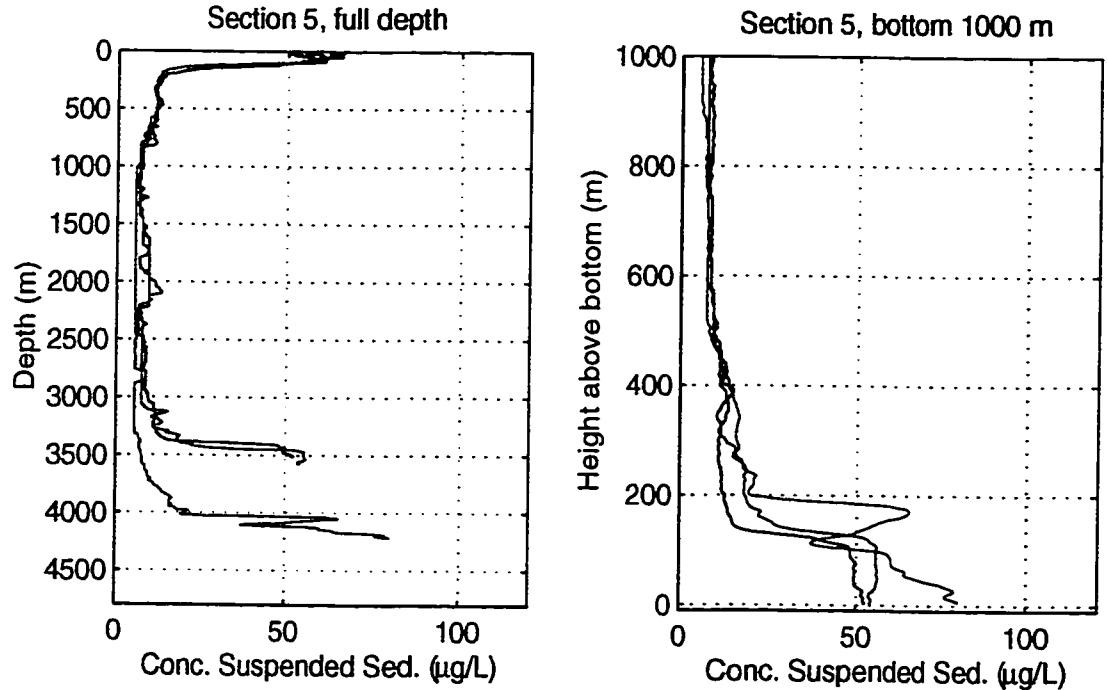 Section 5, full depth
0
500
1000
1500
2000
2500
3000
3500
4000
4500
Depth (m)
0 50 100
Conc. Suspended Sed. (µg/L)
Section 5, bottom 1000 m
1000
800
600
400
200
0
Height above bottom (m)
0 50 100
Conc. Suspended Sed. (µg/L)